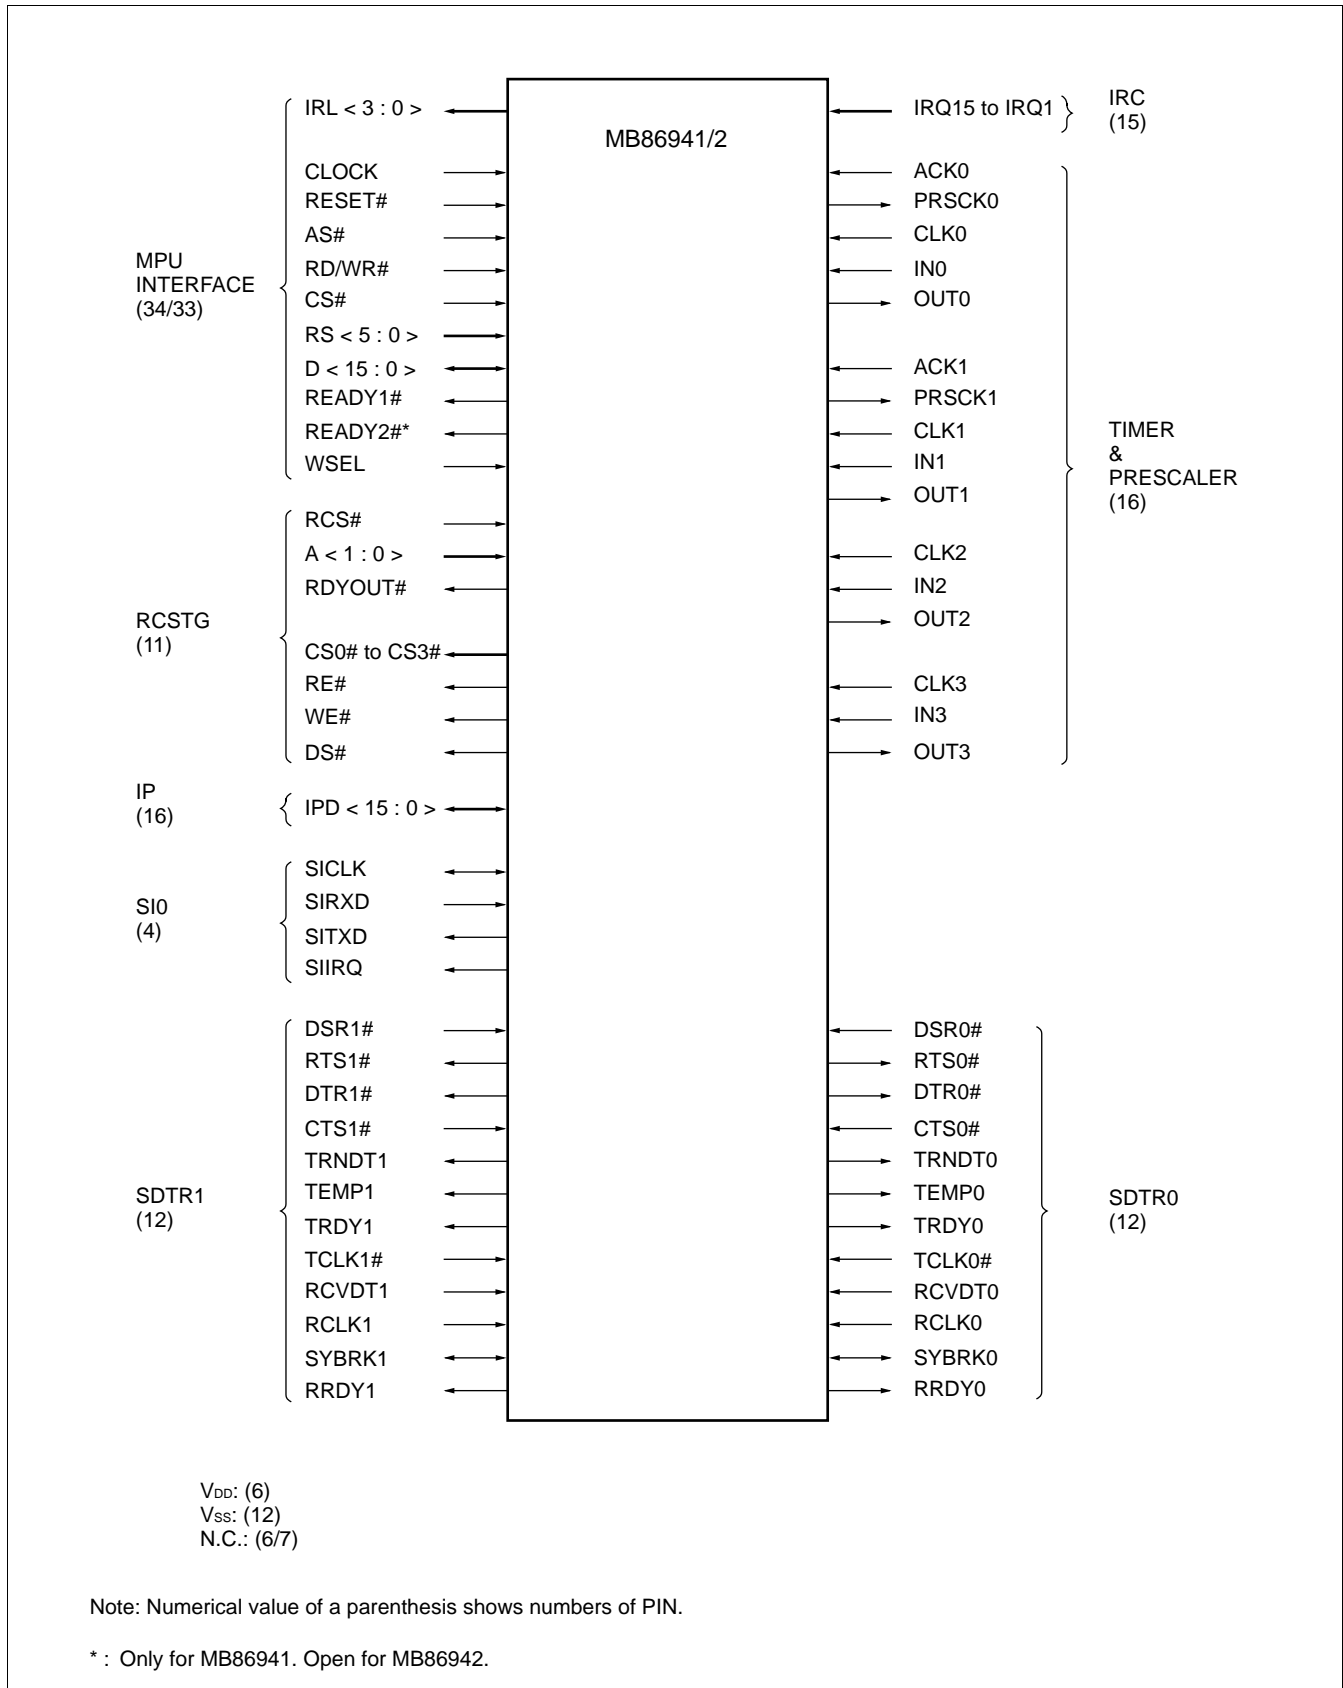 MB86941/2
MPU
INTERFACE
(34/33)
IRL < 3 : 0 >
CLOCK
RESET#
AS#
RD/WR#
CS#
RS < 5 : 0 >
D < 15 : 0 >
READY1#
READY2#*
WSEL
RCSTG
(11)
RCS#
A < 1 : 0 >
RDYOUT#
CS0# to CS3#
RE#
WE#
DS#
IP
(16)
IPD < 15 : 0 >
SI0
(4)
SICLK
SIRXD
SITXD
SIIRQ
SDTR1
(12)
DSR1#
RTS1#
DTR1#
CTS1#
TRNDT1
TEMP1
TRDY1
TCLK1#
RCVDT1
RCLK1
SYBRK1
RRDY1
IRQ15 to IRQ1
IRC
(15)
ACK0
PRSCK0
CLK0
IN0
OUT0
ACK1
PRSCK1
CLK1
IN1
OUT1
CLK2
IN2
OUT2
CLK3
IN3
OUT3
TIMER
&
PRESCALER
(16)
DSR0#
RTS0#
DTR0#
CTS0#
TRNDT0
TEMP0
TRDY0
TCLK0#
RCVDT0
RCLK0
SYBRK0
RRDY0
SDTR0
(12)
VDD: (6)
VSS: (12)
N.C.: (6/7)
Note: Numerical value of a parenthesis shows numbers of PIN.
* : Only for MB86941. Open for MB86942.